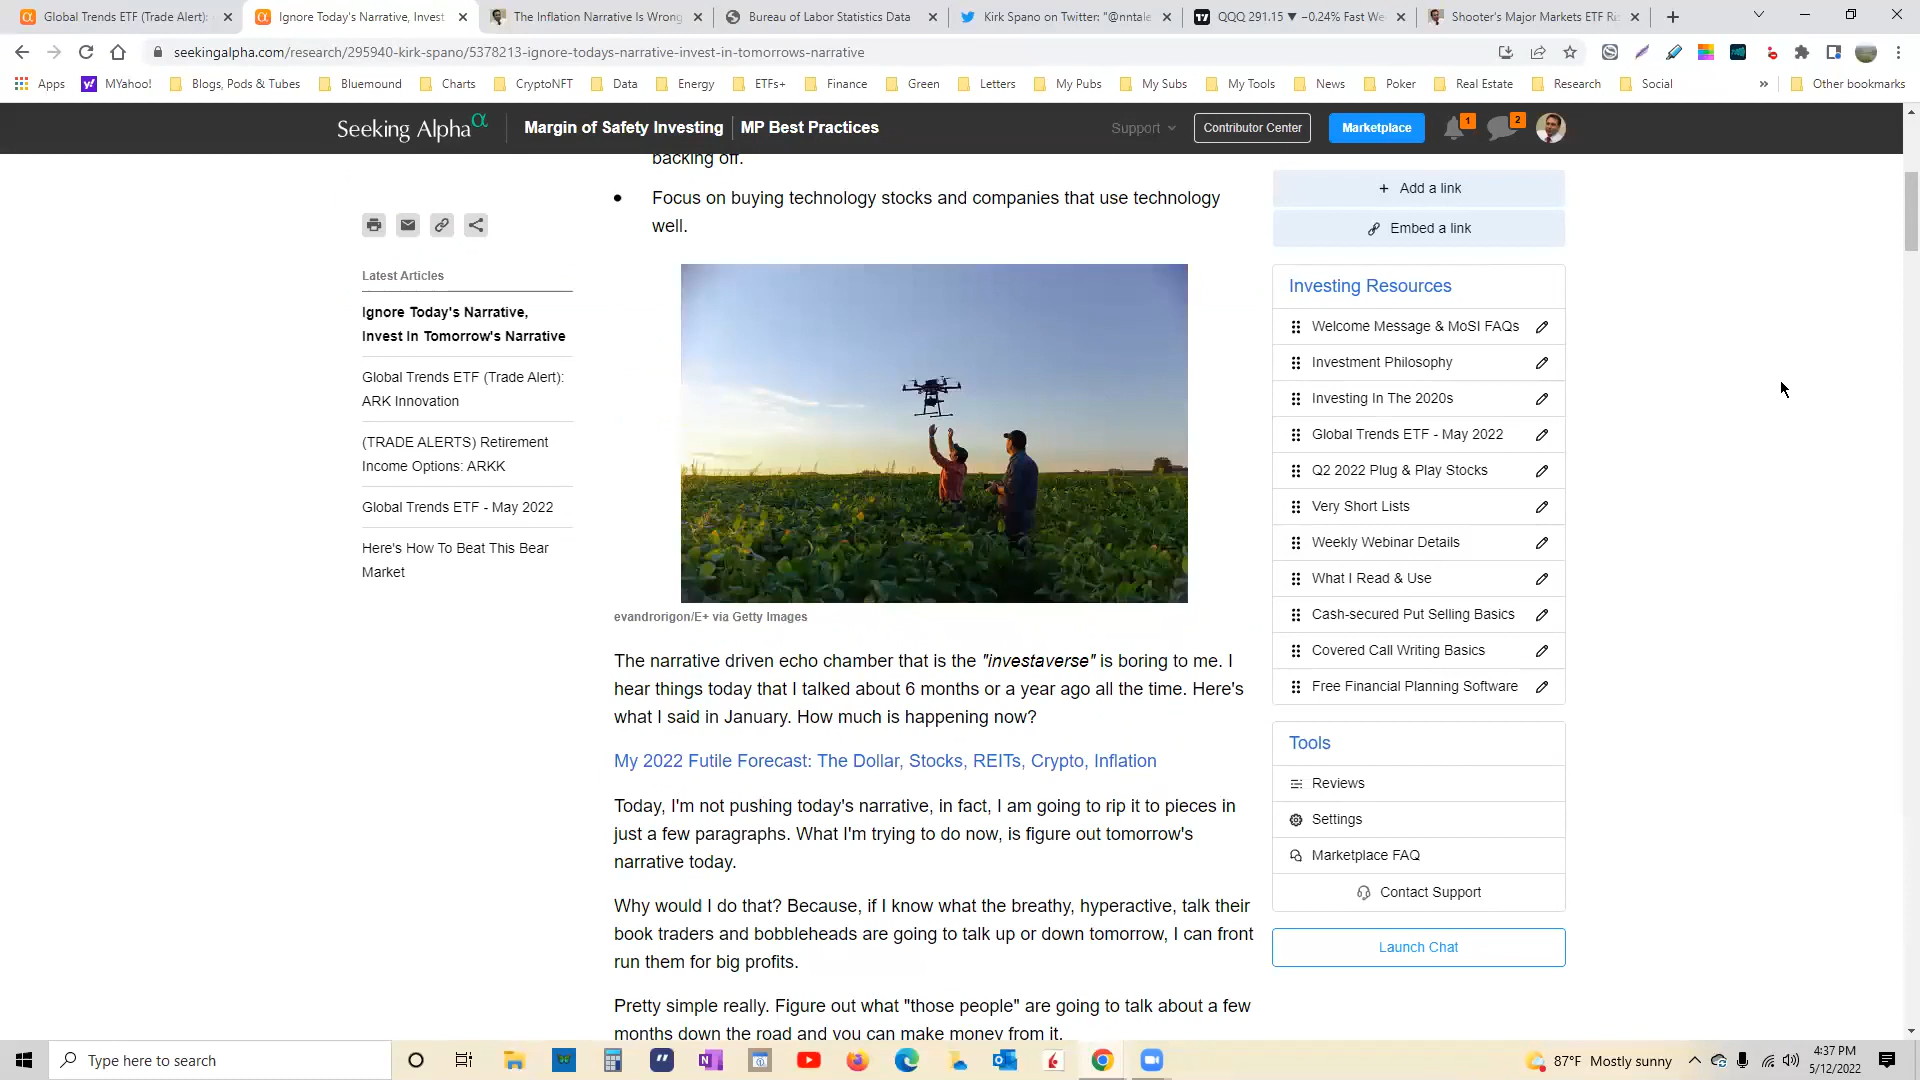 Global Trends ETF (Trade Alert):
Ignore Today's Narrative, Invest
The Inflation Narrative Is Wrong
Bureau of Labor Statistics Data
Kirk Spano on Twitter: "@nntale
QQQ 291.15 ▼ −0.24% Fast We
Shooter's Major Markets ETF Ri
seekingalpha.com/research/295940-kirk-spano/5378213-ignore-todays-narrative-invest-in-tomorrows-narrative
Apps
MYahoo!
Blogs, Pods & Tubes
Bluemound
Charts
CryptoNFT
Data
Energy
ETFs+
Finance
Green
Letters
My Pubs
My Subs
My Tools
News
Poker
Real Estate
Research
Social
»
Other bookmarks
Seeking Alpha α
Margin of Safety Investing
MP Best Practices
Support
Contributor Center
Marketplace
1
2
Latest Articles
Ignore Today's Narrative,
Invest In Tomorrow's Narrative
Global Trends ETF (Trade Alert):
ARK Innovation
(TRADE ALERTS) Retirement
Income Options: ARKK
Global Trends ETF - May 2022
Here's How To Beat This Bear
Market
backing off.
• Focus on buying technology stocks and companies that use technology
well.
evandrorigon/E+ via Getty Images
The narrative driven echo chamber that is the "investaverse" is boring to me. I
hear things today that I talked about 6 months or a year ago all the time. Here's
what I said in January. How much is happening now?
My 2022 Futile Forecast: The Dollar, Stocks, REITs, Crypto, Inflation
Today, I'm not pushing today's narrative, in fact, I am going to rip it to pieces in
just a few paragraphs. What I'm trying to do now, is figure out tomorrow's
narrative today.
Why would I do that? Because, if I know what the breathy, hyperactive, talk their
book traders and bobbleheads are going to talk up or down tomorrow, I can front
run them for big profits.
Pretty simple really. Figure out what "those people" are going to talk about a few
months down the road and you can make money from it.
+ Add a link
Embed a link
Investing Resources
Welcome Message & MoSI FAQs
Investment Philosophy
Investing In The 2020s
Global Trends ETF - May 2022
Q2 2022 Plug & Play Stocks
Very Short Lists
Weekly Webinar Details
What I Read & Use
Cash-secured Put Selling Basics
Covered Call Writing Basics
Free Financial Planning Software
Tools
Reviews
Settings
Marketplace FAQ
Contact Support
Launch Chat
Type here to search
87°F Mostly sunny
4:37 PM
5/12/2022